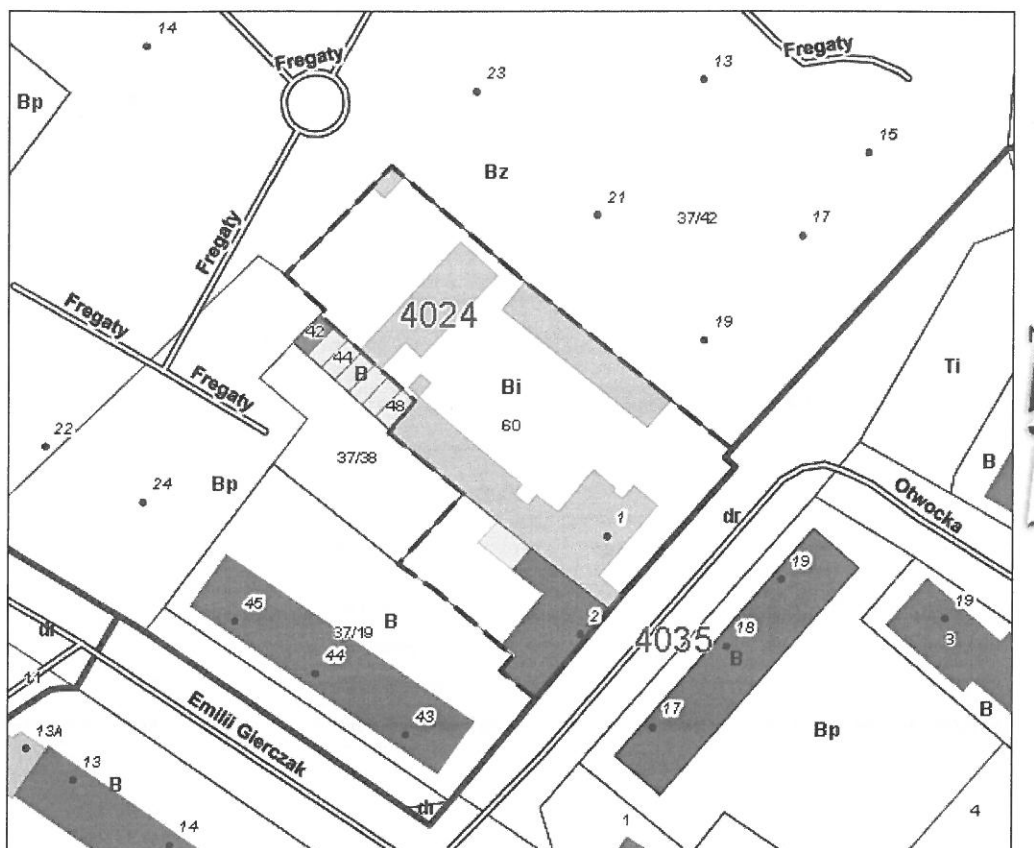 14
Fregaty
Fregaty
23
13
Bp
15
Bz
21
37/42
17
Fregaty
4024
19
Fregaty
42
44
B
Ti
Bi
48
60
Fregaty
22
37/38
B
24
Bp
Otwocka
dr
1
19
19
45
37/19
B
2
4035
18
B
3
44
dr
Emilii Gierczak
43
17
Bp
B
13A
13
B
dr
14
1
4